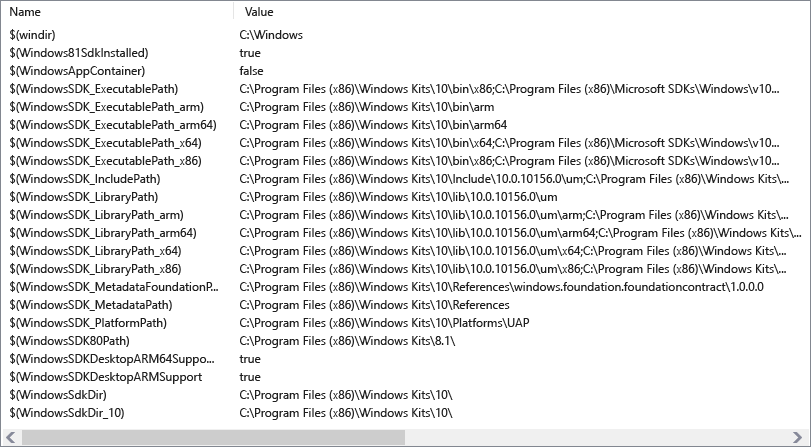 Name Value
$(windir) C:\Windows
$(Windows81SdkInstalled) true
$(WindowsAppContainer) false
$(WindowsSDK_ExecutablePath) C:\Program Files (x86)\Windows Kits\10\bin\x86;C:\Program Files (x86)\Microsoft SDKs\Windows\v10...
$(WindowsSDK_ExecutablePath_arm) C:\Program Files (x86)\Windows Kits\10\bin\arm
$(WindowsSDK_ExecutablePath_arm64) C:\Program Files (x86)\Windows Kits\10\bin\arm64
$(WindowsSDK_ExecutablePath_x64) C:\Program Files (x86)\Windows Kits\10\bin\x64;C:\Program Files (x86)\Microsoft SDKs\Windows\v10...
$(WindowsSDK_ExecutablePath_x86) C:\Program Files (x86)\Windows Kits\10\bin\x86;C:\Program Files (x86)\Microsoft SDKs\Windows\v10...
$(WindowsSDK_IncludePath) C:\Program Files (x86)\Windows Kits\10\Include\10.0.10156.0\um;C:\Program Files (x86)\Windows Kits\...
$(WindowsSDK_LibraryPath) C:\Program Files (x86)\Windows Kits\10\lib\10.0.10156.0\um
$(WindowsSDK_LibraryPath_arm) C:\Program Files (x86)\Windows Kits\10\lib\10.0.10156.0\um\arm;C:\Program Files (x86)\Windows Kits\...
$(WindowsSDK_LibraryPath_arm64) C:\Program Files (x86)\Windows Kits\10\lib\10.0.10156.0\um\arm64;C:\Program Files (x86)\Windows Kits\...
$(WindowsSDK_LibraryPath_x64) C:\Program Files (x86)\Windows Kits\10\lib\10.0.10156.0\um\x64;C:\Program Files (x86)\Windows Kits\...
$(WindowsSDK_LibraryPath_x86) C:\Program Files (x86)\Windows Kits\10\lib\10.0.10156.0\um\x86;C:\Program Files (x86)\Windows Kits\...
$(WindowsSDK_MetadataFoundationP... C:\Program Files (x86)\Windows Kits\10\References\windows.foundation.foundationcontract\1.0.0.0
$(WindowsSDK_MetadataPath) C:\Program Files (x86)\Windows Kits\10\References
$(WindowsSDK_PlatformPath) C:\Program Files (x86)\Windows Kits\10\Platforms\UAP
$(WindowsSDK80Path) C:\Program Files (x86)\Windows Kits\8.1\
$(WindowsSDKDesktopARM64Suppo... true
$(WindowsSDKDesktopARMSupport true
$(WindowsSdkDir) C:\Program Files (x86)\Windows Kits\10\
$(WindowsSdkDir_10) C:\Program Files (x86)\Windows Kits\10\